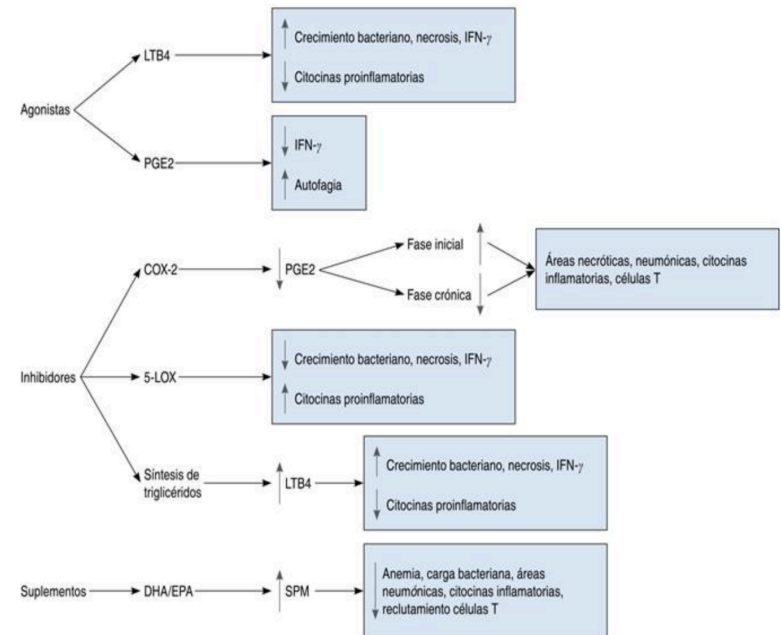 Agonistas
LTB4
Crecimiento bacteriano, necrosis, IFN-γ
Citocinas proinflamatorias
PGE2
IFN-γ
Autofagia
Inhibidores
COX-2
PGE2
Fase inicial
Fase crónica
Áreas necróticas, neumónicas, citocinas
inflamatorias, células T
5-LOX
Crecimiento bacteriano, necrosis, IFN-γ
Citocinas proinflamatorias
Síntesis de
triglicéridos
LTB4
Crecimiento bacteriano, necrosis, IFN-γ
Citocinas proinflamatorias
Suplementos
DHA/EPA
SPM
Anemia, carga bacteriana, áreas
neumónicas, citocinas inflamatorias,
reclutamiento células T